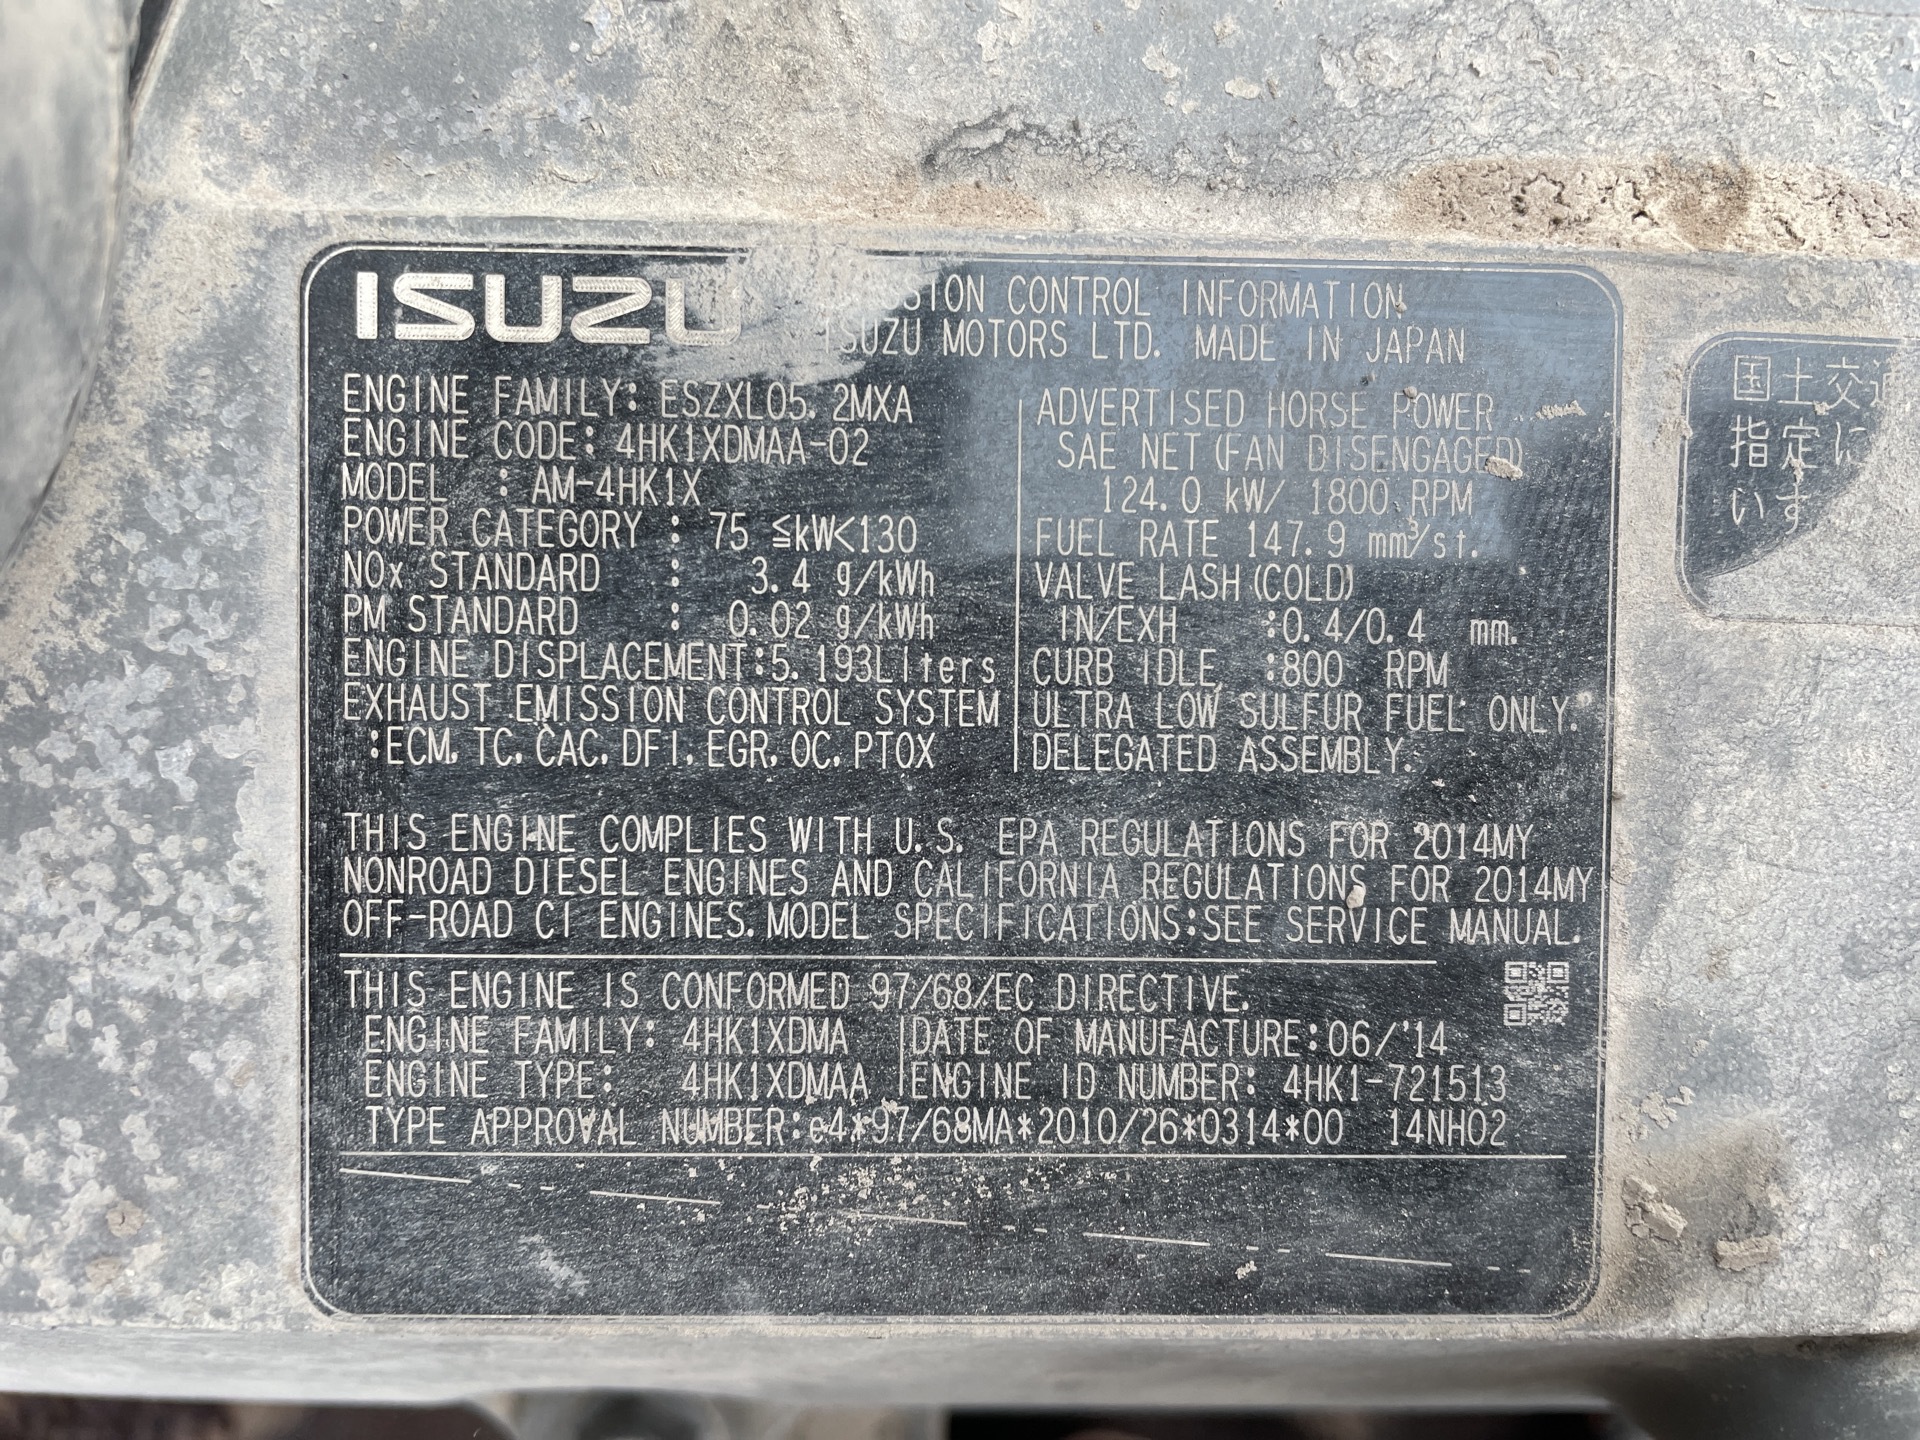 ISUZU
CONTROL INFORMATION
ISUZU MOTORS LTD. MADE IN JAPAN
ENGINE FAMILY: ESZXL05.2MXA
ENGINE CODE: 4HK1XDMAA-02
MODEL : AM-4HK1X
POWER CATEGORY : 75 ≦kW<130
NOx STANDARD : 3.4 g/kWh
PM STANDARD : 0.02 g/kWh
ENGINE DISPLACEMENT:5.193Liters
EXHAUST EMISSION CONTROL SYSTEM
:ECM, TC, CAC, DFI, EGR, OC, PTOX
ADVERTISED HORSE POWER
SAE NET (FAN DISENGAGED)
124.0 kW/ 1800 RPM
FUEL RATE 147.9 mm³/st.
VALVE LASH (COLD)
IN/EXH :0.4/0.4 mm.
CURB IDLE :800 RPM
ULTRA LOW SULFUR FUEL ONLY.
DELEGATED ASSEMBLY.
THIS ENGINE COMPLIES WITH U.S. EPA REGULATIONS FOR 2014MY
NONROAD DIESEL ENGINES AND CALIFORNIA REGULATIONS FOR 2014MY
OFF-ROAD CI ENGINES. MODEL SPECIFICATIONS:SEE SERVICE MANUAL.
THIS ENGINE IS CONFORMED 97/68/EC DIRECTIVE.
ENGINE FAMILY: 4HK1XDMA
DATE OF MANUFACTURE:06/'14
ENGINE TYPE: 4HK1XDMAA
ENGINE ID NUMBER: 4HK1-721513
TYPE APPROVAL NUMBER:e4*97/68MA*2010/26*0314*00 14NH02
国土交
指定に
いす